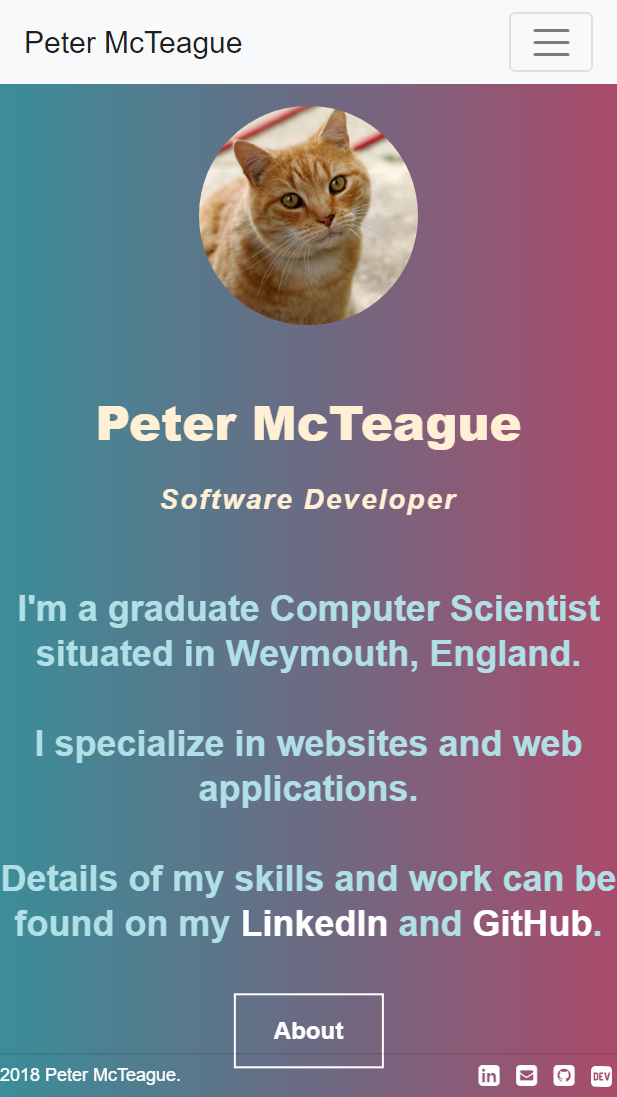 Peter McTeague
Peter McTeague
Software Developer
I'm a graduate Computer Scientist
situated in Weymouth, England.
I specialize in websites and web
applications.
Details of my skills and work can be
found on my LinkedIn and GitHub.
About
2018 Peter McTeague.
in
DEV